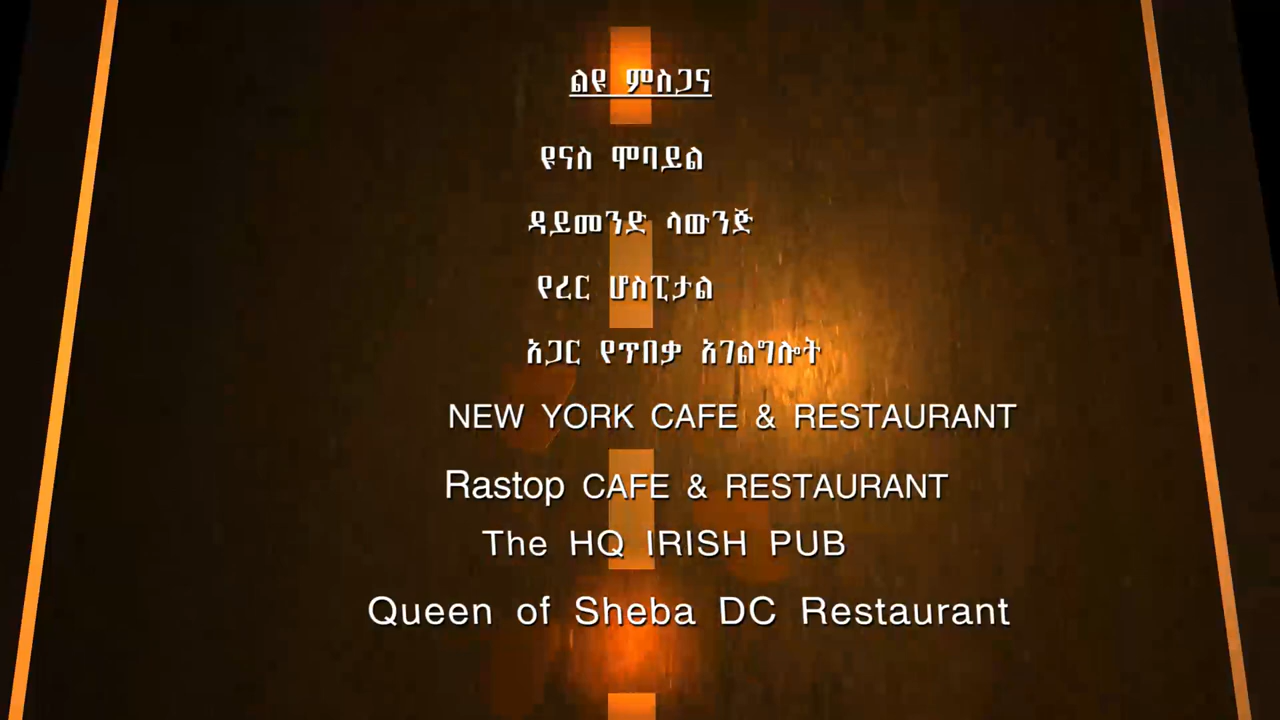 ልዩ ምስጋና
ዩናስ ሞባይል
ዳይመንድ ላውንጅ
የረር ሆስፒታል
አጋር የጥበቃ አገልግሎት
NEW YORK CAFE & RESTAURANT
Rastop CAFE & RESTAURANT
The HQ IRISH PUB
Queen of Sheba DC Restaurant